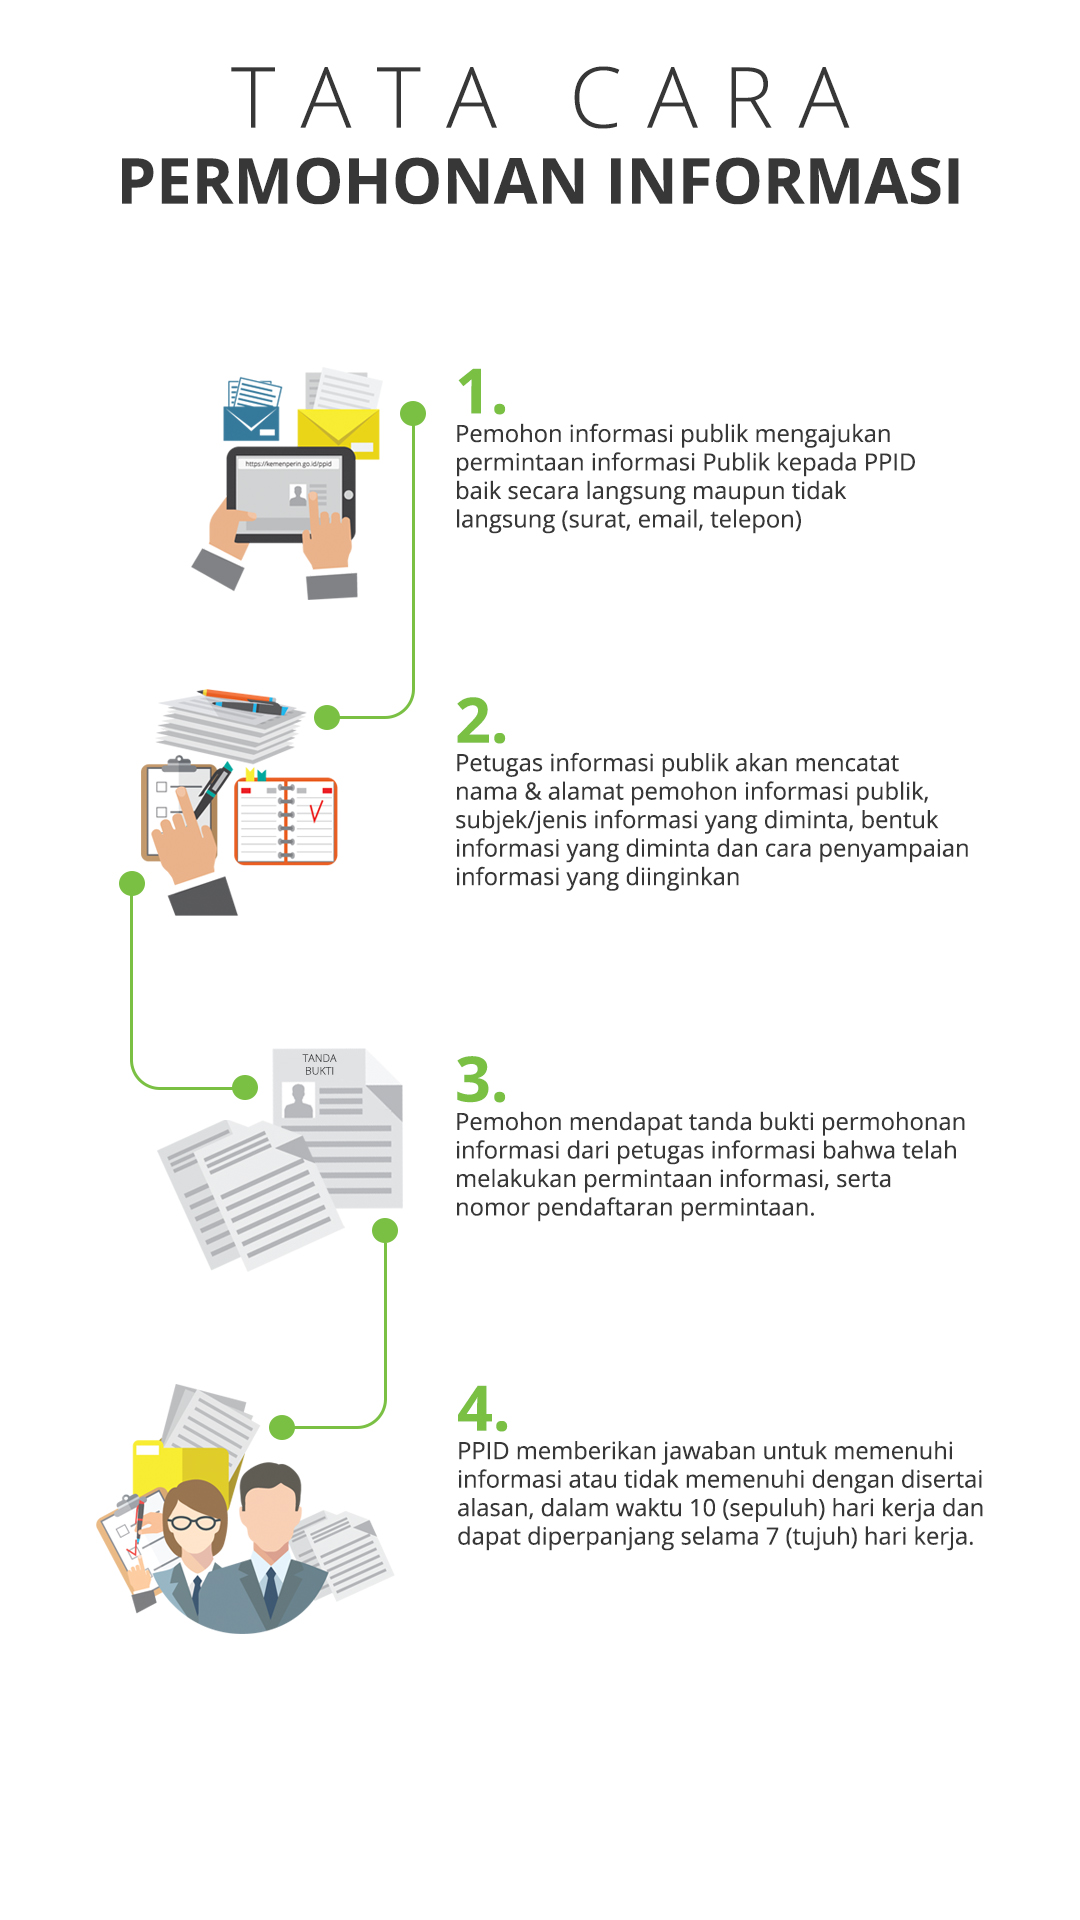 TATA CARA
PERMOHONAN INFORMASI
1.
Pemohon informasi publik mengajukan
permintaan informasi Publik kepada PPID
baik secara langsung maupun tidak
langsung (surat, email, telepon)
https://kemenperin.go.id/ppid
2.
Petugas informasi publik akan mencatat
nama & alamat pemohon informasi publik,
subjek/jenis informasi yang diminta, bentuk
informasi yang diminta dan cara penyampaian
informasi yang diinginkan
TANDA
BUKTI
3.
Pemohon mendapat tanda bukti permohonan
informasi dari petugas informasi bahwa telah
melakukan permintaan informasi, serta
nomor pendaftaran permintaan.
4.
PPID memberikan jawaban untuk memenuhi
informasi atau tidak memenuhi dengan disertai
alasan, dalam waktu 10 (sepuluh) hari kerja dan
dapat diperpanjang selama 7 (tujuh) hari kerja.